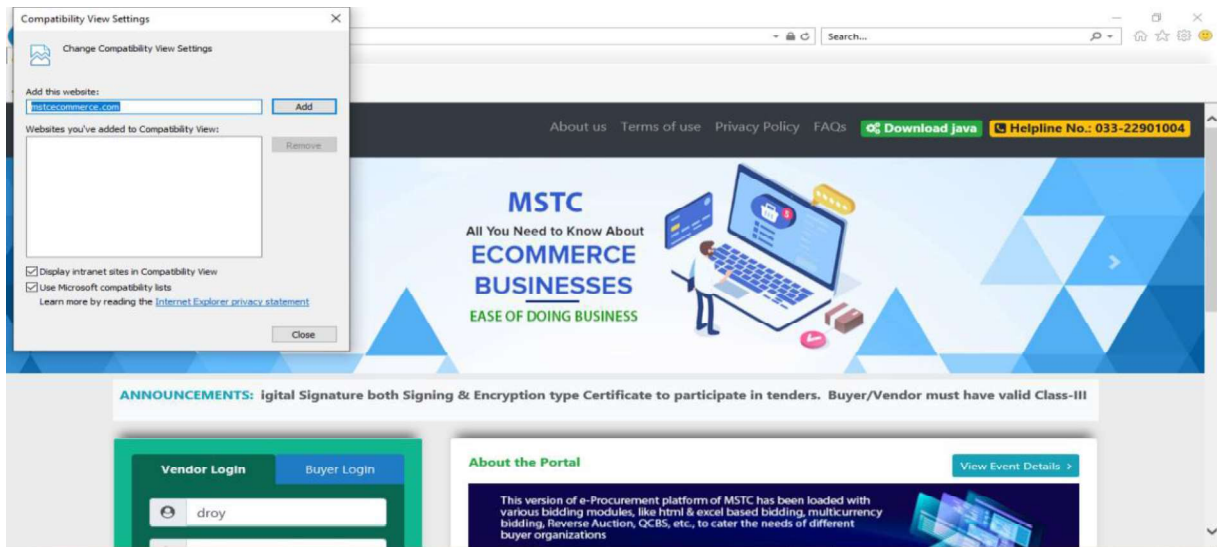 Compatibility View Settings
Change Compatibility View Settings
Add this website:
mstcecommerce.com
Add
Websites you've added to Compatibility View:
Remove
Display intranet sites in Compatibility View
Use Microsoft compatibility lists
Learn more by reading the Internet Explorer privacy statement
Close
Search...
About us Terms of use Privacy Policy FAQs Download Java Helpline No.: 033-22901004
MSTC
All You Need to Know About
ECOMMERCE
BUSINESSES
EASE OF DOING BUSINESS
ANNOUNCEMENTS: igital Signature both Signing & Encryption type Certificate to participate in tenders. Buyer/Vendor must have valid Class-III
Vendor Login Buyer Login
droy
About the Portal
View Event Details >
This version of e-Procurement platform of MSTC has been loaded with
various bidding modules, like html & excel based bidding, multicurrency
bidding, Reverse Auction, QCBS, etc., to cater the needs of different
buyer organizations